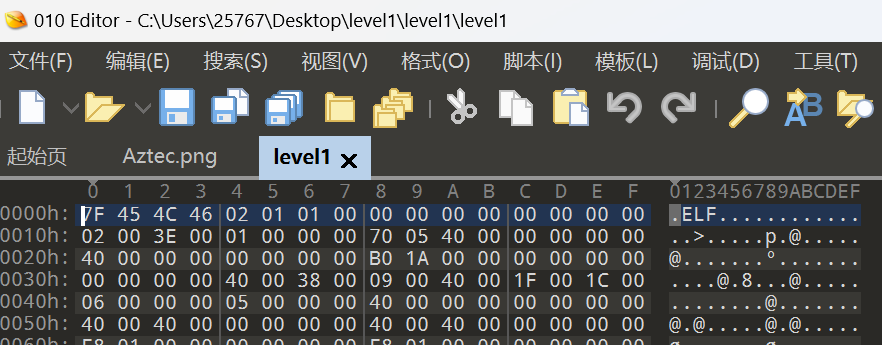 010 Editor - C:\Users\25767\Desktop\level1\level1\level1
文件(F) 编辑(E) 搜索(S) 视图(V) 格式(O) 脚本(I) 模板(L) 调试(D) 工具(T)
起始页 Aztec.png level1
0 1 2 3 4 5 6 7 8 9 A B C D E F 0123456789ABCDEF
0000h: 7F 45 4C 46 02 01 01 00 00 00 00 00 00 00 00 00 .ELF............
0010h: 02 00 3E 00 01 00 00 00 70 05 40 00 00 00 00 00 ..>.....p.@.....
0020h: 40 00 00 00 00 00 00 00 B0 1A 00 00 00 00 00 00 @.......°.......
0030h: 00 00 00 00 40 00 38 00 09 00 40 00 1F 00 1C 00 ....@.8...@.....
0040h: 06 00 00 00 05 00 00 00 40 00 00 00 00 00 00 00 ........@.......
0050h: 40 00 40 00 00 00 00 00 40 00 40 00 00 00 00 00 @.@.....@.@.....